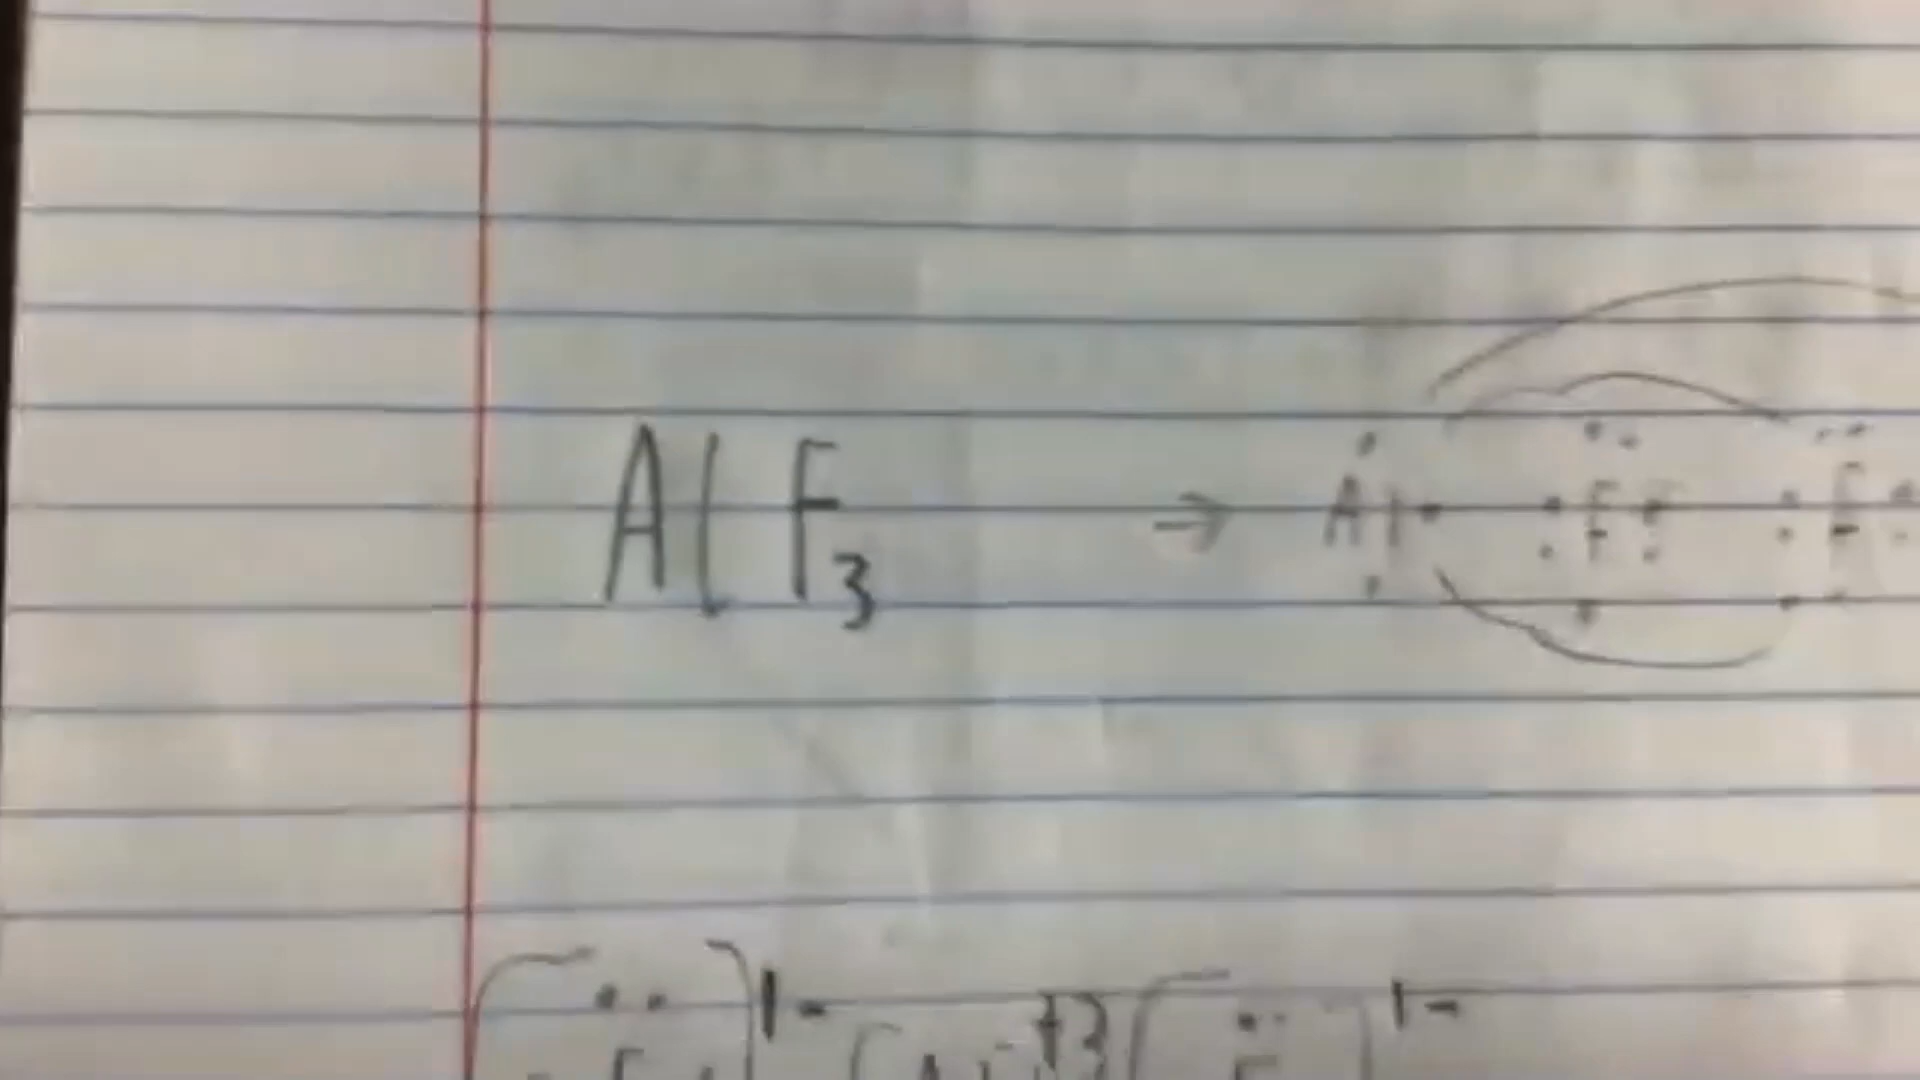 AlF₃ → Al F F
[F]1- [Al]+3 [F]1-